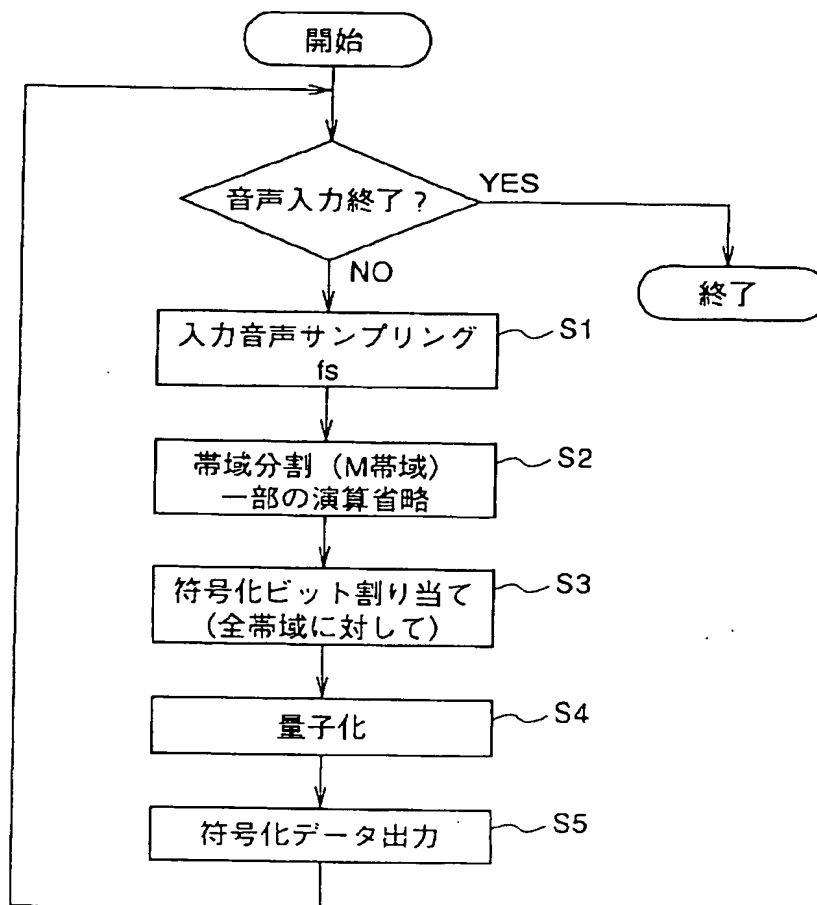 開始
音声入力終了?
YES
NO
終了
入力音声サンプリング
fs
S1
帯域分割(M帯域)
一部の演算省略
S2
符号化ビット割り当て
(全帯域に対して)
S3
量子化
S4
符号化データ出力
S5